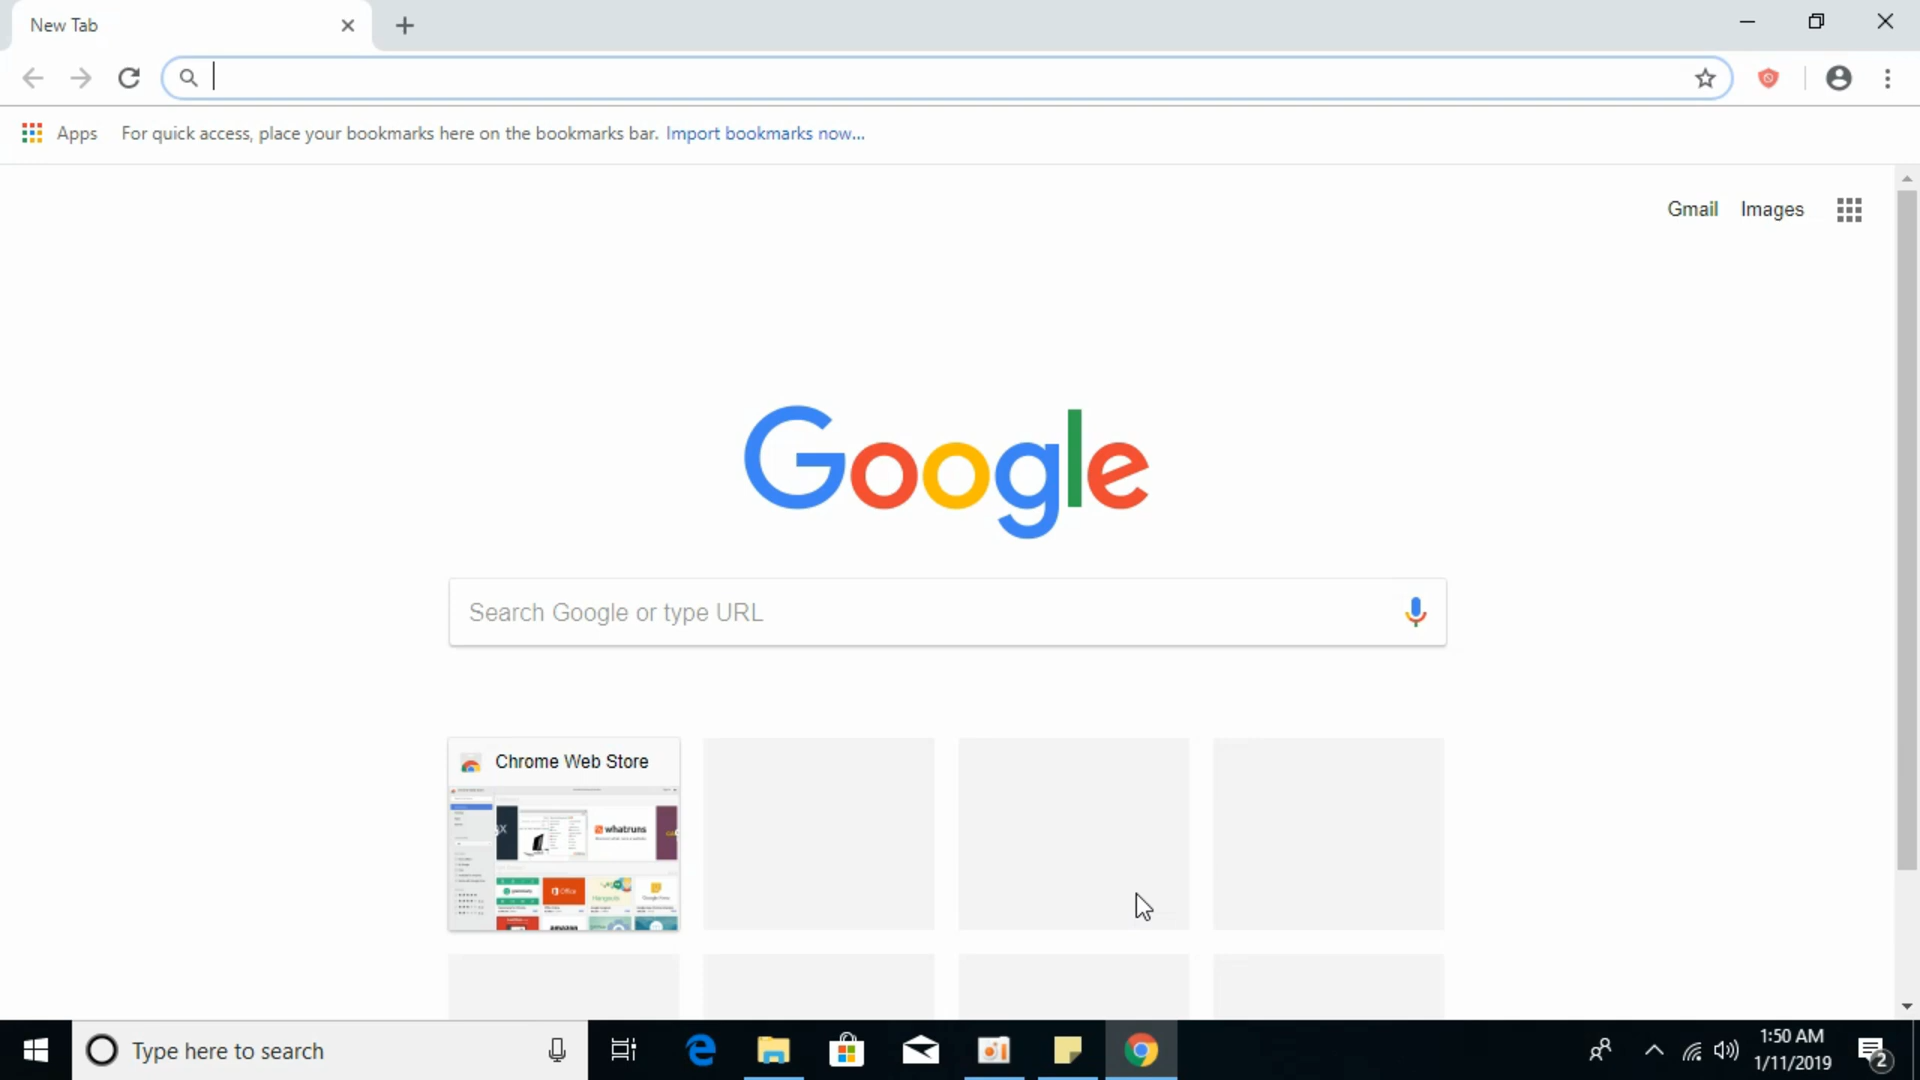 New Tab
Apps For quick access, place your bookmarks here on the bookmarks bar. Import bookmarks now...
Gmail Images
Google
Search Google or type URL
Chrome Web Store
whatruns
Office
Type here to search
1:50 AM
1/11/2019
2